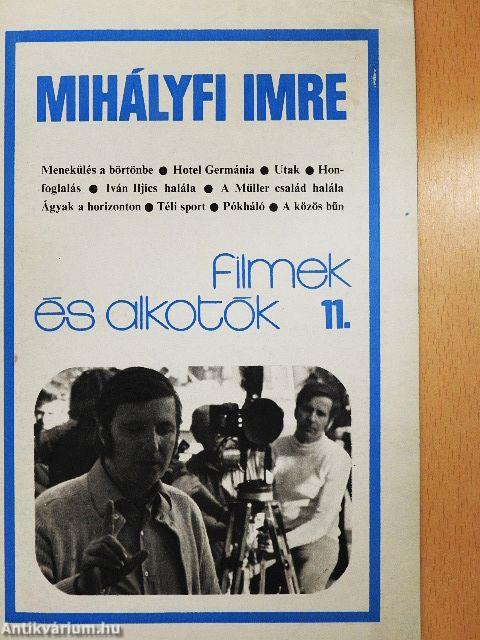 MIHÁLYFI IMRE
Menekülés a börtönbe ● Hotel Germánia ● Utak ● Hon-
foglalás ● Iván Iljics halála ● A Müller család halála
Ágyak a horizonton ● Téli sport ● Pókháló ● A közös bűn
filmek
és alkotók 11.
Antikvárium.hu